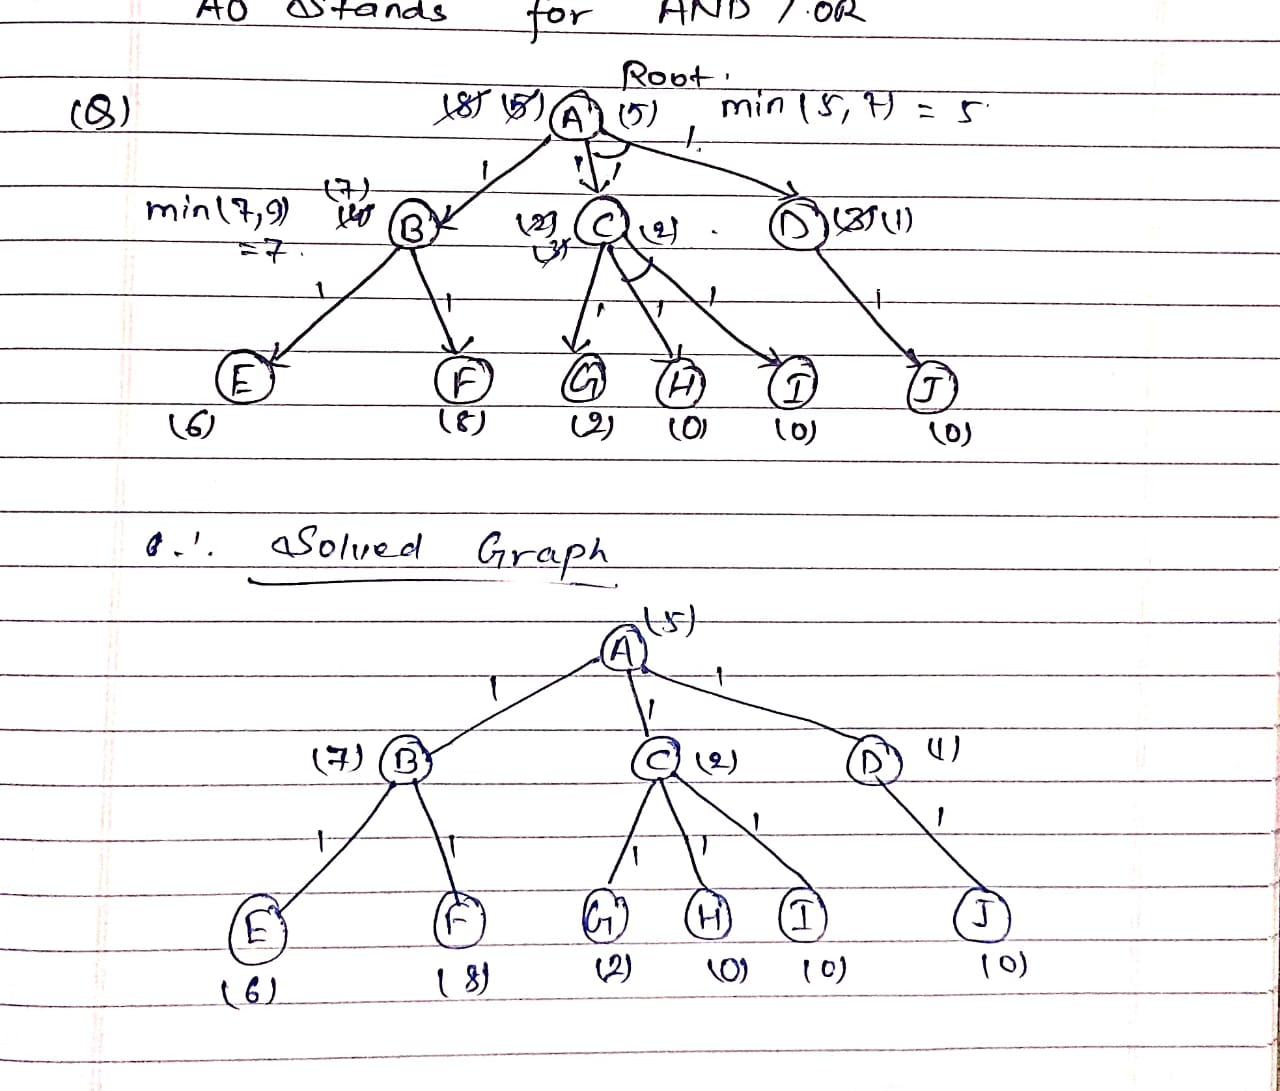 AO Stands for AND / OR
Root
(Q) (8) (5) A (5) min (5, 7) = 5
1 1 1 1
(7)
min(7,9) B (2) C (2) D (3) (1)
= 7 (3)
1 1 1 1 1 1
E F G H I J
(6) (8) (2) (0) (0) (0)
∴ Solved Graph
(5)
A
1 1 1
(7) B C (2) D (1)
1 1 1 1 1 1
E F G H I J
(6) (8) (2) (0) (0) (0)